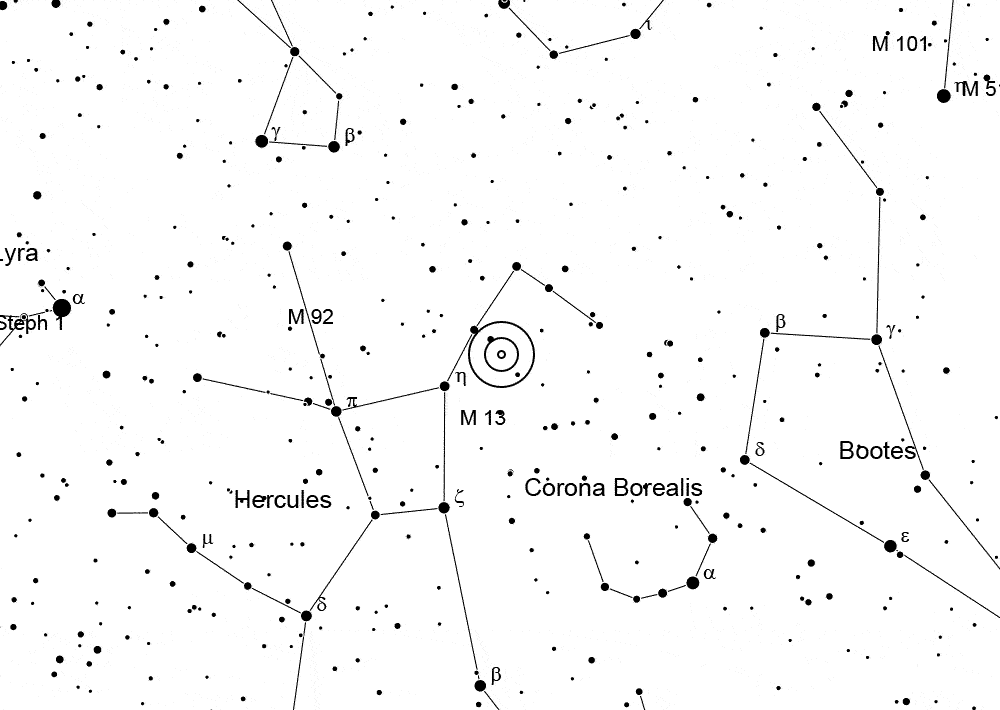 ι
M 101
η M 5
γ
β
Lyra
α
Steph 1
M 92
β
γ
η
π
M 13
δ
Bootes
Corona Borealis
Hercules
ζ
μ
ε
α
δ
β